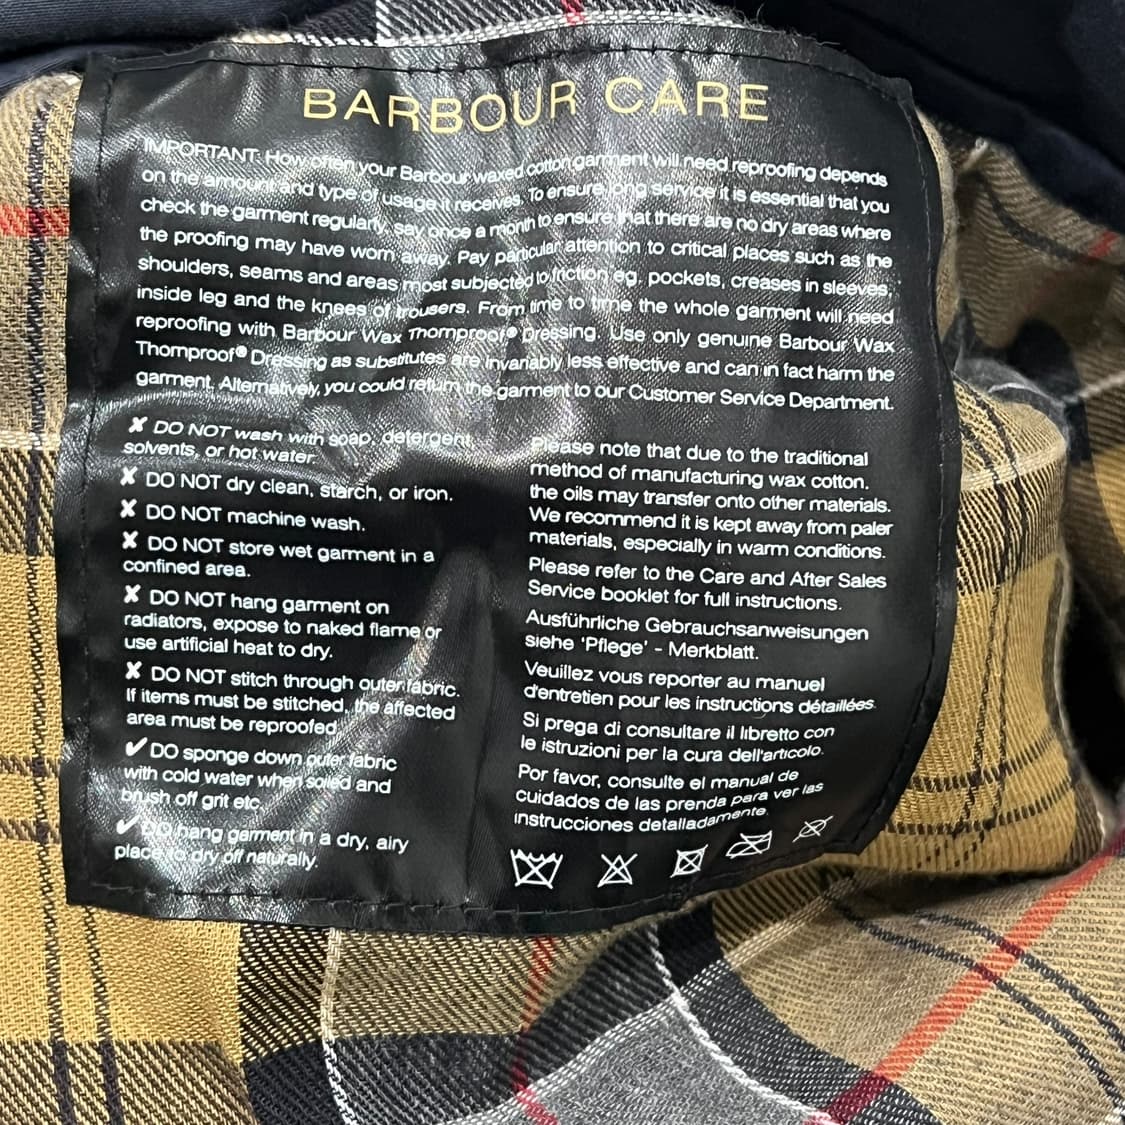 BARBOUR CARE
IMPORTANT: How often your Barbour waxed cotton garment will need reproofing depends
on the amount and type of usage it receives. To ensure long service it is essential that you
check the garment regularly, say once a month to ensure that there are no dry areas where
the proofing may have worn away. Pay particular attention to critical places such as the
shoulders, seams and areas most subjected to friction eg. pockets, creases in sleeves,
inside leg and the knees of trousers. From time to time the whole garment will need
reproofing with Barbour Wax Thornproof® Dressing. Use only genuine Barbour Wax
Thornproof® Dressing as substitutes are invariably less effective and can in fact harm the
garment. Alternatively, you could return the garment to our Customer Service Department.
✘ DO NOT wash with soap, detergent,
solvents, or hot water.
✘ DO NOT dry clean, starch, or iron.
✘ DO NOT machine wash.
✘ DO NOT store wet garment in a
confined area.
✘ DO NOT hang garment on
radiators, expose to naked flame or
use artificial heat to dry.
✘ DO NOT stitch through outer fabric.
If items must be stitched, the affected
area must be reproofed.
✔ DO sponge down outer fabric
with cold water when soiled and
brush off grit etc.
✔ DO hang garment in a dry, airy
place to dry off naturally.
Please note that due to the traditional
method of manufacturing wax cotton,
the oils may transfer onto other materials.
We recommend it is kept away from paler
materials, especially in warm conditions.
Please refer to the Care and After Sales
Service booklet for full instructions.
Ausführliche Gebrauchsanweisungen
siehe 'Pflege' - Merkblatt.
Veuillez vous reporter au manuel
d'entretien pour les instructions détaillées.
Si prega di consultare il libretto con
le istruzioni per la cura dell'articolo.
Por favor, consulte el manual de
cuidados de las prenda para ver las
instrucciones detalladamente.